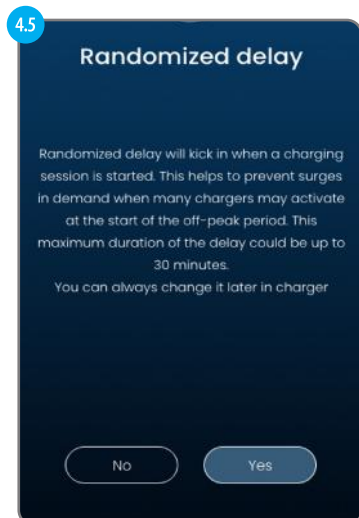 4.5
Randomized delay
Randomized delay will kick in when a charging
session is started. This helps to prevent surges
in demand when many chargers may activate
at the start of the off-peak period. This
maximum duration of the delay could be up to
30 minutes.
You can always change it later in charger
No
Yes